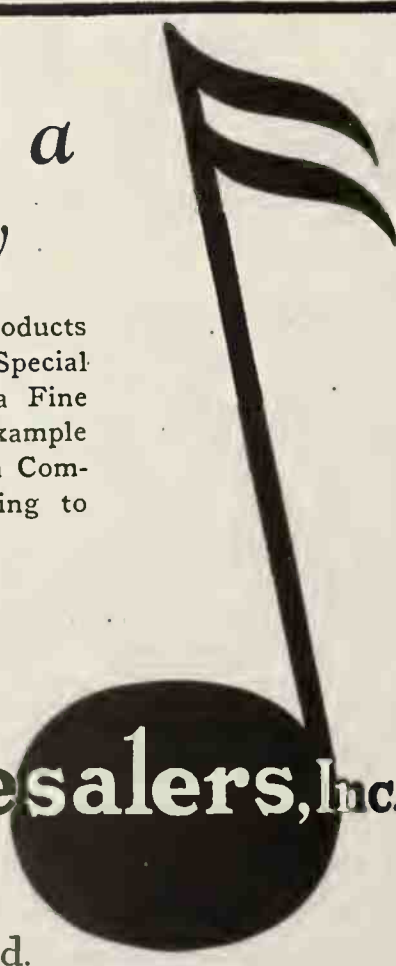 a
y
oducts
Special
a Fine
xample
n Com-
ing to
esalers, Inc.
d.